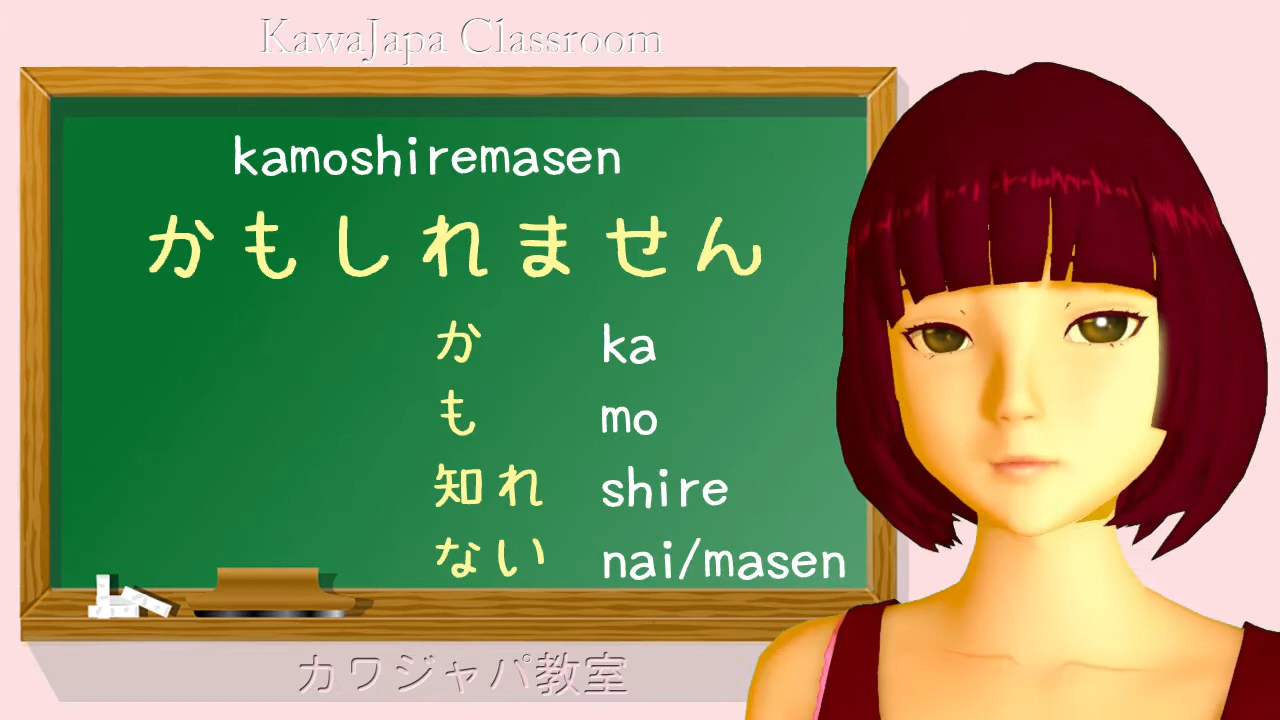 KawaJapa Classroom
kamoshiremasen
かもしれません
か ka
も mo
知れ shire
ない nai/masen
カワジャパ教室